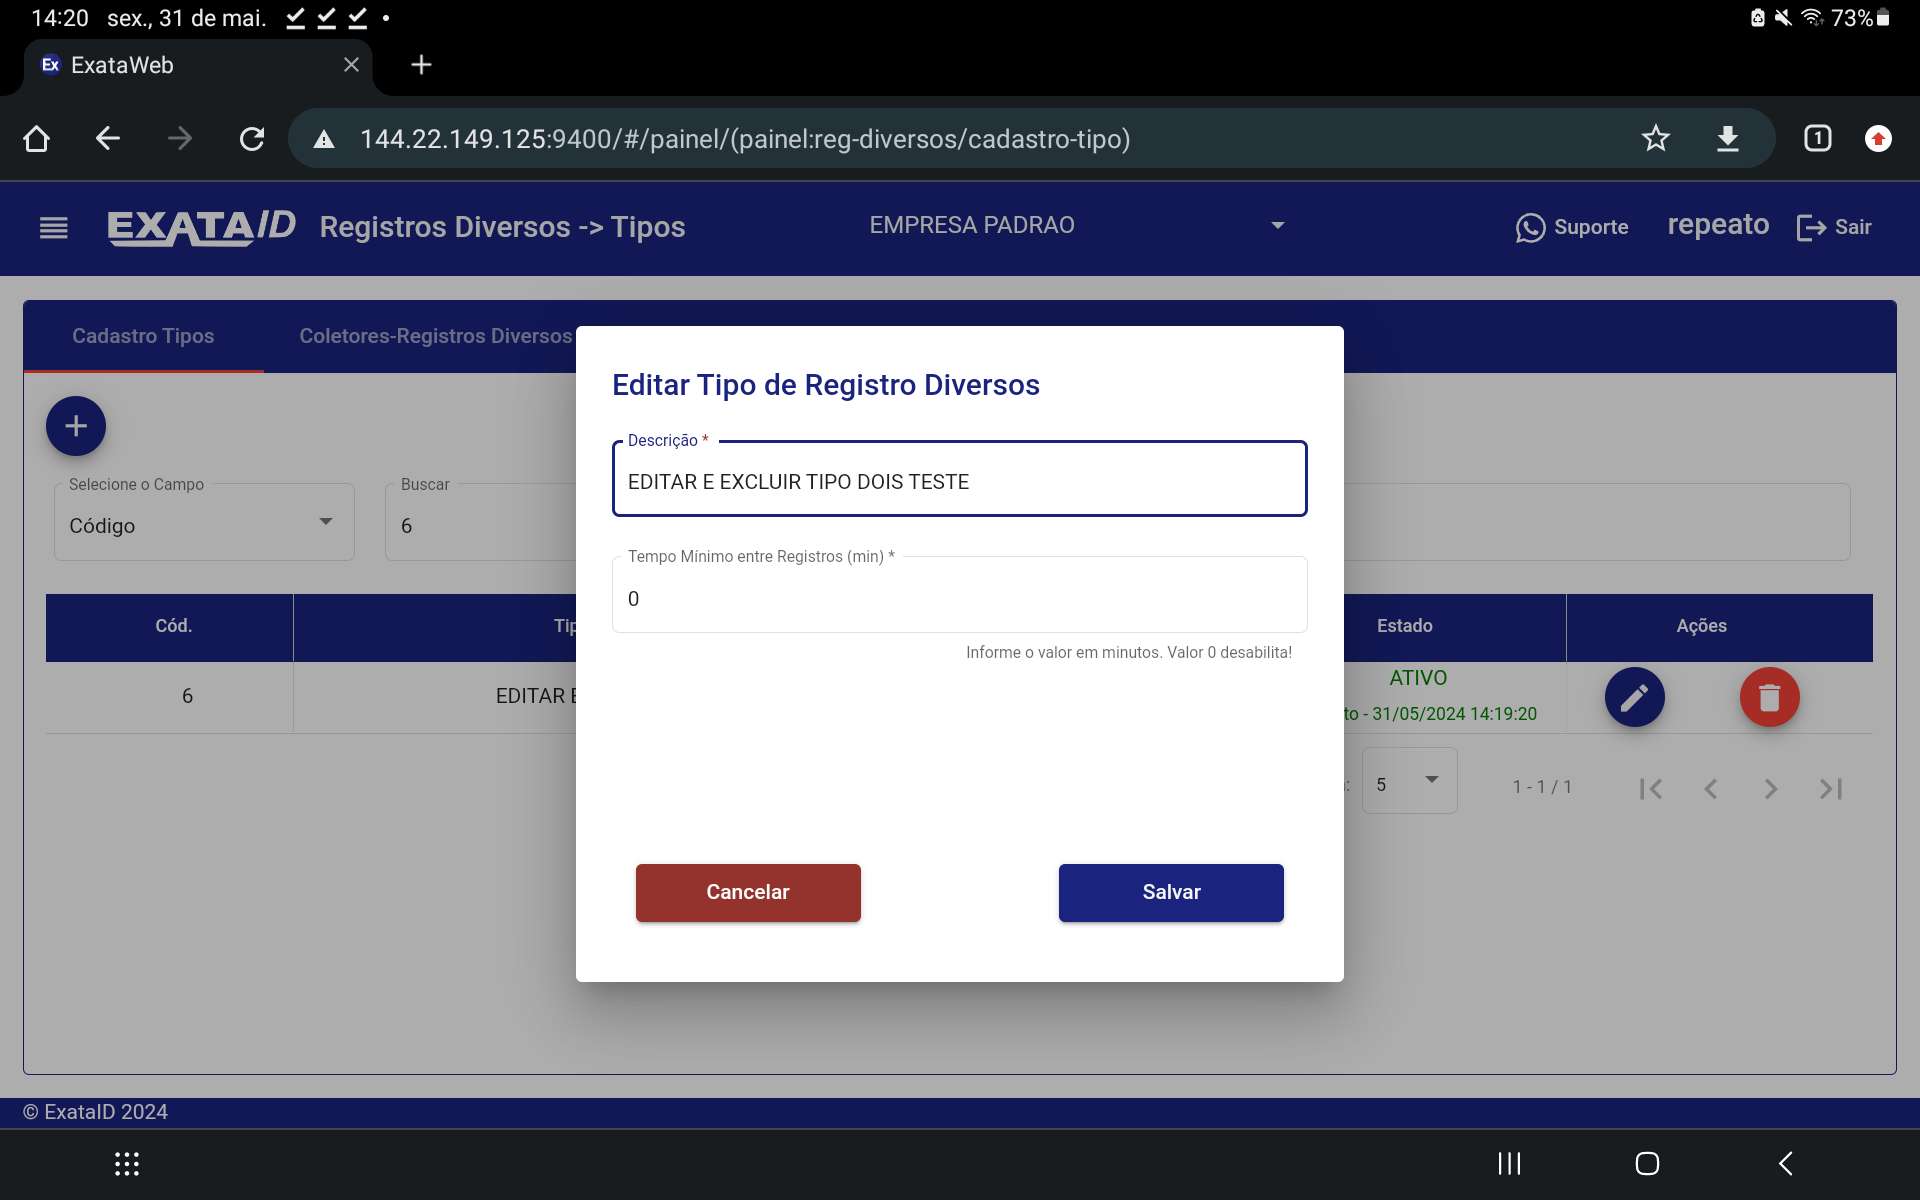 14:20 sex., 31 de mai.
73%
Ex ExataWeb
144.22.149.125:9400/#/painel/(painel:reg-diversos/cadastro-tipo)
1
EXATAID Registros Diversos -> Tipos
EMPRESA PADRAO
Suporte
repeato
Sair
Cadastro Tipos
Coletores-Registros Diversos
Editar Tipo de Registro Diversos
Descrição *
EDITAR E EXCLUIR TIPO DOIS TESTE
Tempo Mínimo entre Registros (min) *
0
Informe o valor em minutos. Valor 0 desabilita!
Cancelar
Salvar
Selecione o Campo
Código
Buscar
6
Cód.
Tip
Estado
Ações
6
EDITAR E
ATIVO
to - 31/05/2024 14:19:20
5
1 - 1 / 1
© ExataID 2024